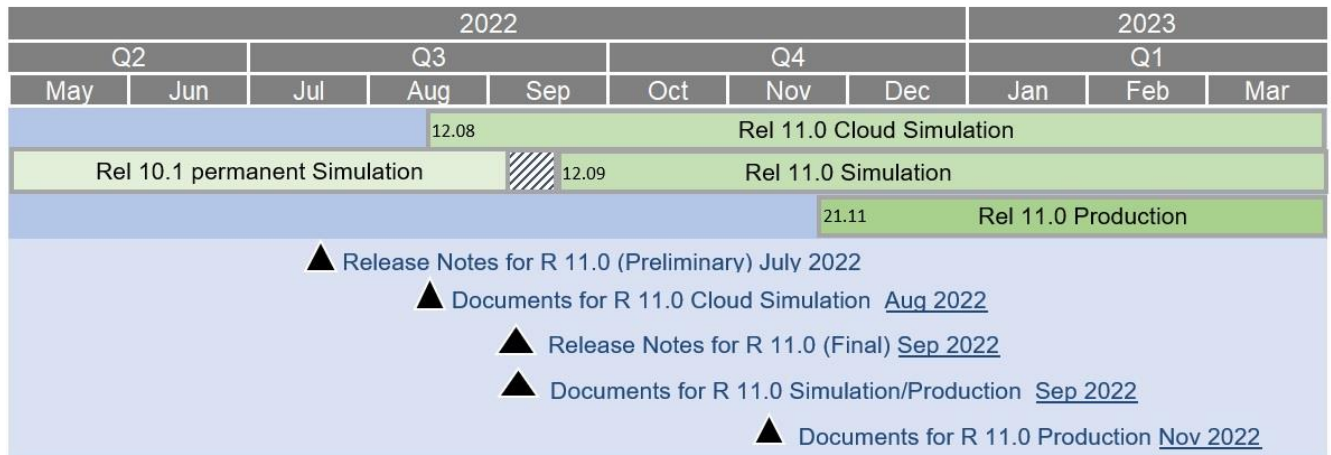 2022 2023
Q2 Q3 Q4 Q1
May Jun Jul Aug Sep Oct Nov Dec Jan Feb Mar
12.08 Rel 11.0 Cloud Simulation
Rel 10.1 permanent Simulation 12.09 Rel 11.0 Simulation
21.11 Rel 11.0 Production
Release Notes for R 11.0 (Preliminary) July 2022
Documents for R 11.0 Cloud Simulation Aug 2022
Release Notes for R 11.0 (Final) Sep 2022
Documents for R 11.0 Simulation/Production Sep 2022
Documents for R 11.0 Production Nov 2022